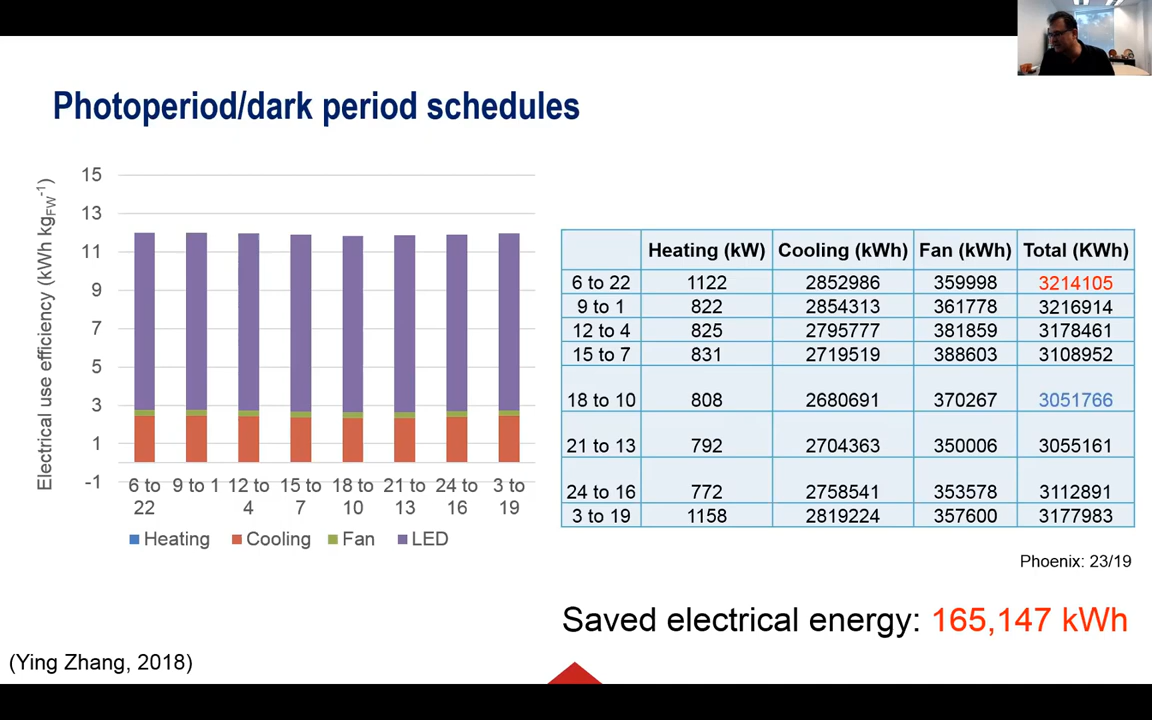 Photoperiod/dark period schedules
Electrical use efficiency (kWh kgFW-1)
15
13
11
9
7
5
3
1
-1
6 to 22
9 to 1
12 to 4
15 to 7
18 to 10
21 to 13
24 to 16
3 to 19
Heating Cooling Fan LED
Heating (kW) Cooling (kWh) Fan (kWh) Total (KWh)
6 to 22 1122 2852986 359998 3214105
9 to 1 822 2854313 361778 3216914
12 to 4 825 2795777 381859 3178461
15 to 7 831 2719519 388603 3108952
18 to 10 808 2680691 370267 3051766
21 to 13 792 2704363 350006 3055161
24 to 16 772 2758541 353578 3112891
3 to 19 1158 2819224 357600 3177983
Phoenix: 23/19
Saved electrical energy: 165,147 kWh
(Ying Zhang, 2018)